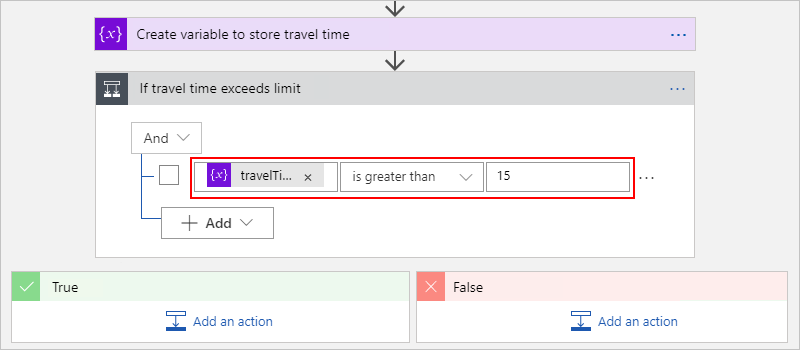 {x} Create variable to store travel time ...
If travel time exceeds limit ...
And
{x} travelTi... × is greater than 15 ...
+ Add
True False
Add an action Add an action